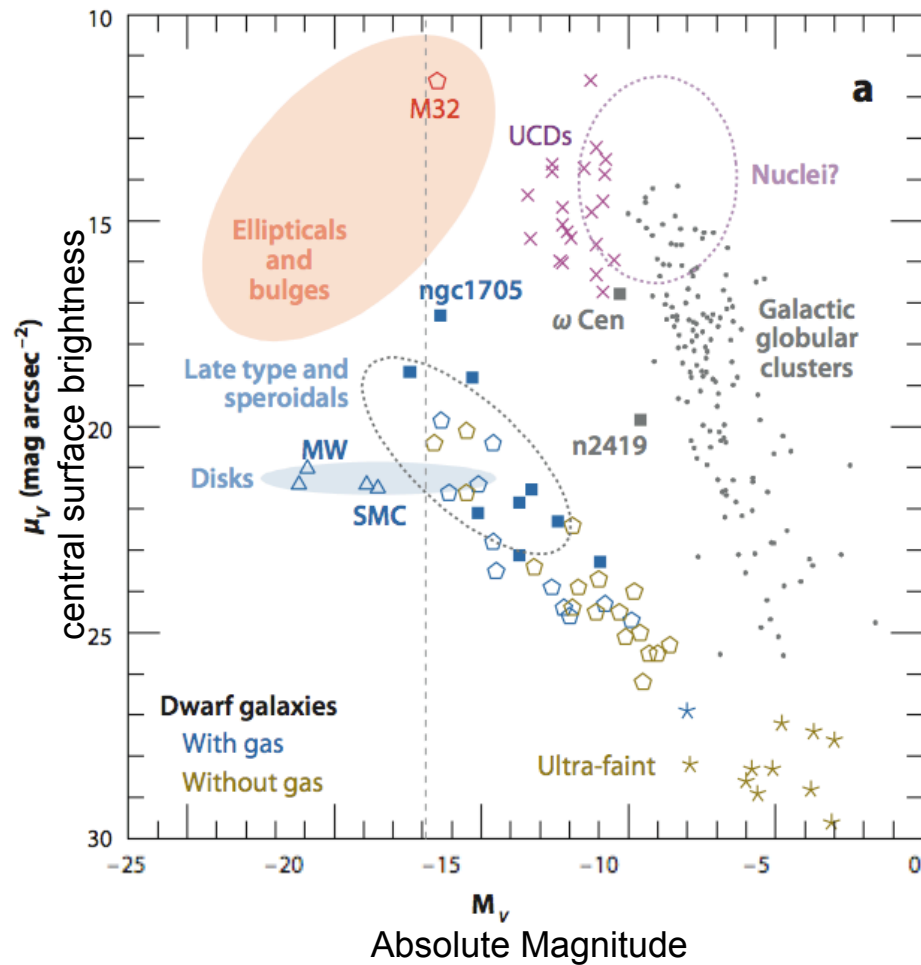 10
15
20
25
30
μV (mag arcsec−2)
central surface brightness
a
M32
UCDs
Nuclei?
Ellipticals
and
bulges
ngc1705
ω Cen
Galactic
globular
clusters
Late type and
speroidals
n2419
MW
Disks
SMC
Dwarf galaxies
With gas
Without gas
Ultra-faint
−25
−20
−15
−10
−5
0
MV
Absolute Magnitude